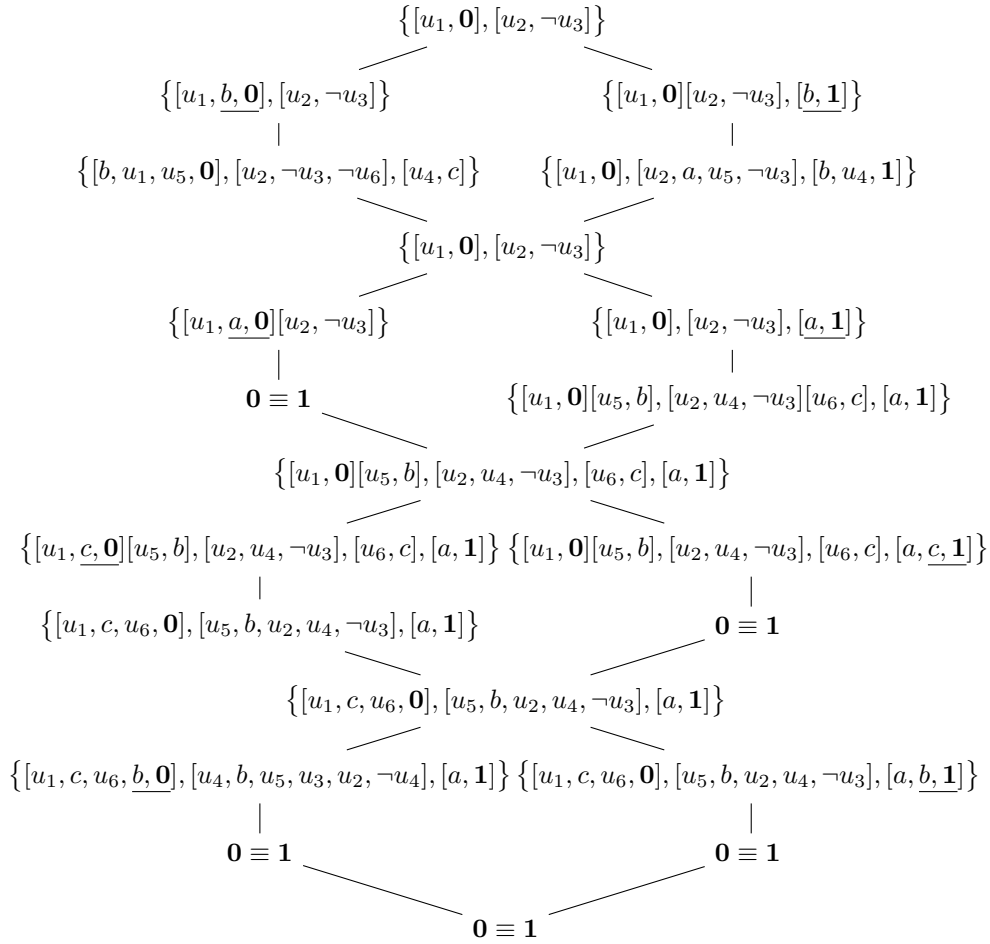 {[u₁, 𝟎], [u₂, ¬u₃]}
{[u₁, b, 𝟎], [u₂, ¬u₃]} {[u₁, 𝟎][u₂, ¬u₃], [b, 𝟏]}
{[b, u₁, u₅, 𝟎], [u₂, ¬u₃, ¬u₆], [u₄, c]} {[u₁, 𝟎], [u₂, a, u₅, ¬u₃], [b, u₄, 𝟏]}
{[u₁, 𝟎], [u₂, ¬u₃]}
{[u₁, a, 𝟎][u₂, ¬u₃]} {[u₁, 𝟎], [u₂, ¬u₃], [a, 𝟏]}
𝟎 ≡ 𝟏 {[u₁, 𝟎][u₅, b], [u₂, u₄, ¬u₃][u₆, c], [a, 𝟏]}
{[u₁, 𝟎][u₅, b], [u₂, u₄, ¬u₃], [u₆, c], [a, 𝟏]}
{[u₁, c, 𝟎][u₅, b], [u₂, u₄, ¬u₃], [u₆, c], [a, 𝟏]} {[u₁, 𝟎][u₅, b], [u₂, u₄, ¬u₃], [u₆, c], [a, c, 𝟏]}
{[u₁, c, u₆, 𝟎], [u₅, b, u₂, u₄, ¬u₃], [a, 𝟏]} 𝟎 ≡ 𝟏
{[u₁, c, u₆, 𝟎], [u₅, b, u₂, u₄, ¬u₃], [a, 𝟏]}
{[u₁, c, u₆, b, 𝟎], [u₄, b, u₅, u₃, u₂, ¬u₄], [a, 𝟏]} {[u₁, c, u₆, 𝟎], [u₅, b, u₂, u₄, ¬u₃], [a, b, 𝟏]}
𝟎 ≡ 𝟏 𝟎 ≡ 𝟏
𝟎 ≡ 𝟏